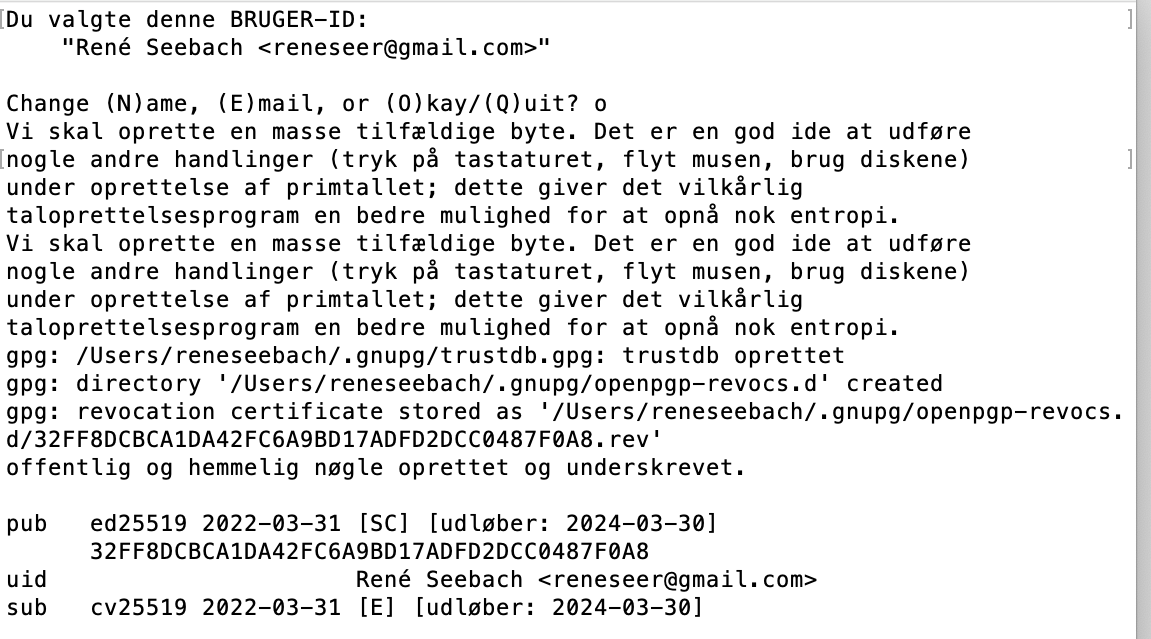 Du valgte denne BRUGER-ID:
"René Seebach <reneseer@gmail.com>"
Change (N)ame, (E)mail, or (O)kay/(Q)uit? o
Vi skal oprette en masse tilfældige byte. Det er en god ide at udføre
nogle andre handlinger (tryk på tastaturet, flyt musen, brug diskene)
under oprettelse af primtallet; dette giver det vilkårlig
taloprettelsesprogram en bedre mulighed for at opnå nok entropi.
Vi skal oprette en masse tilfældige byte. Det er en god ide at udføre
nogle andre handlinger (tryk på tastaturet, flyt musen, brug diskene)
under oprettelse af primtallet; dette giver det vilkårlig
taloprettelsesprogram en bedre mulighed for at opnå nok entropi.
gpg: /Users/reneseebach/.gnupg/trustdb.gpg: trustdb oprettet
gpg: directory '/Users/reneseebach/.gnupg/openpgp-revocs.d' created
gpg: revocation certificate stored as '/Users/reneseebach/.gnupg/openpgp-revocs.
d/32FF8DCBCA1DA42FC6A9BD17ADFD2DCC0487F0A8.rev'
offentlig og hemmelig nøgle oprettet og underskrevet.
pub   ed25519 2022-03-31 [SC] [udløber: 2024-03-30]
32FF8DCBCA1DA42FC6A9BD17ADFD2DCC0487F0A8
uid                      René Seebach <reneseer@gmail.com>
sub   cv25519 2022-03-31 [E] [udløber: 2024-03-30]